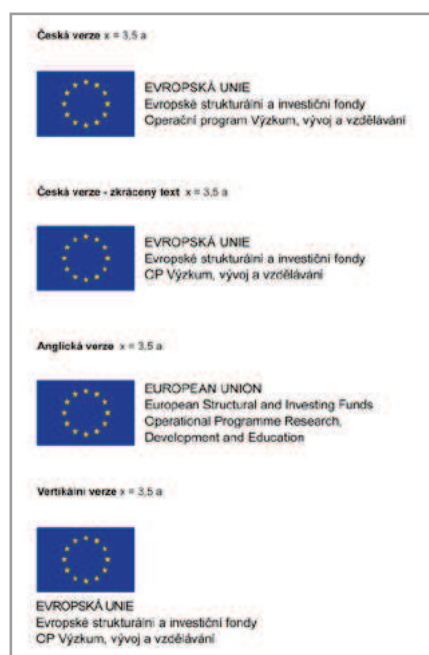 Česká verze x = 3,5 a
EVROPSKÁ UNIE
Evropské strukturální a investiční fondy
Operační program Výzkum, vývoj a vzdělávání
Česká verze - zkrácený text x = 3,5 a
EVROPSKÁ UNIE
Evropské strukturální a investiční fondy
OP Výzkum, vývoj a vzdělávání
Anglická verze x = 3,5 a
EUROPEAN UNION
European Structural and Investing Funds
Operational Programme Research,
Development and Education
Vertikální verze x = 3,5 a
EVROPSKÁ UNIE
Evropské strukturální a investiční fondy
OP Výzkum, vývoj a vzdělávání